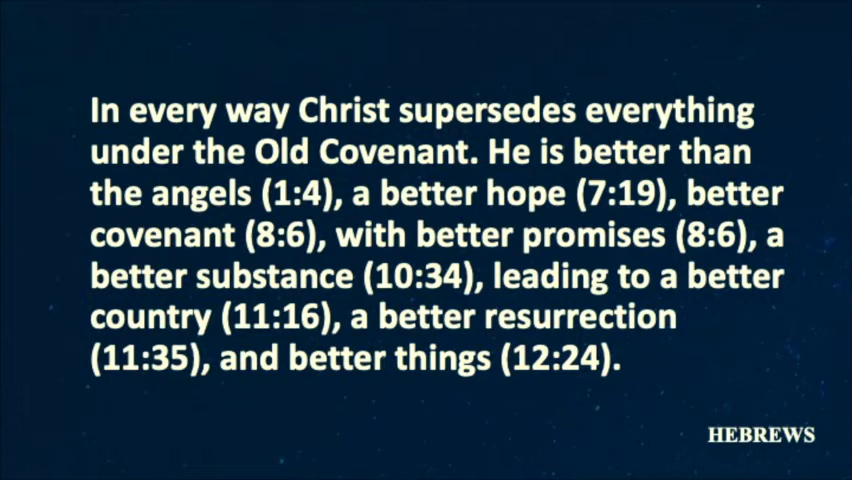 In every way Christ supersedes everything
under the Old Covenant. He is better than
the angels (1:4), a better hope (7:19), better
covenant (8:6), with better promises (8:6), a
better substance (10:34), leading to a better
country (11:16), a better resurrection
(11:35), and better things (12:24).
HEBREWS